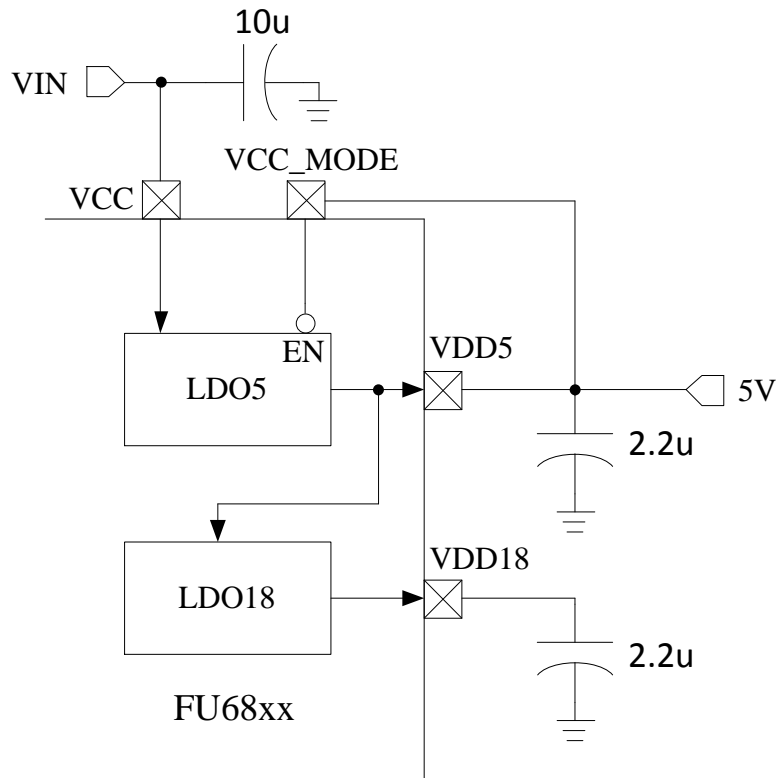 10u
VIN
VCC_MODE
VCC
EN
VDD5
LDO5
5V
2.2u
VDD18
LDO18
2.2u
FU68xx